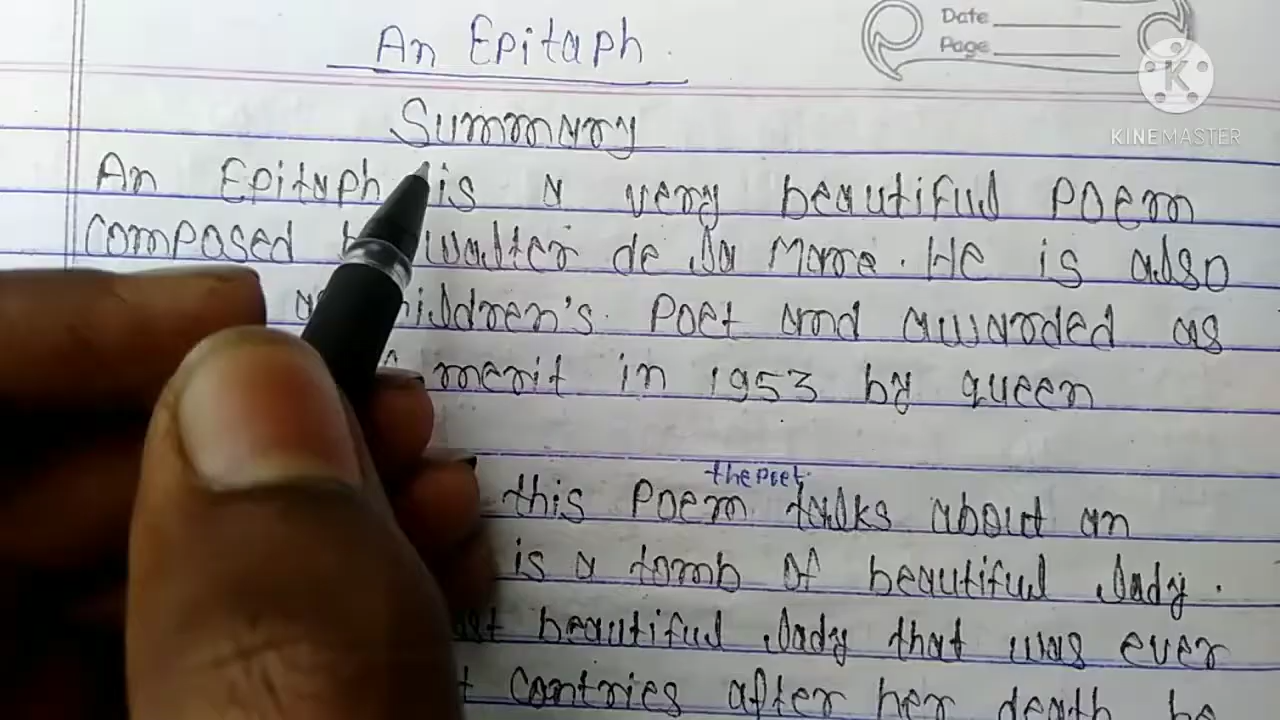 An Epitaph.
Date
Page
KINEMASTER
Summary
An Epitaph is a very beautiful Poem
composed Walter de la Mare. He is also
children's Poet and awarded as
merit in 1953 by queen
the Poet.
this Poem talks about an
is a tomb of beautiful lady.
beautiful lady that was ever
Contries after her death he